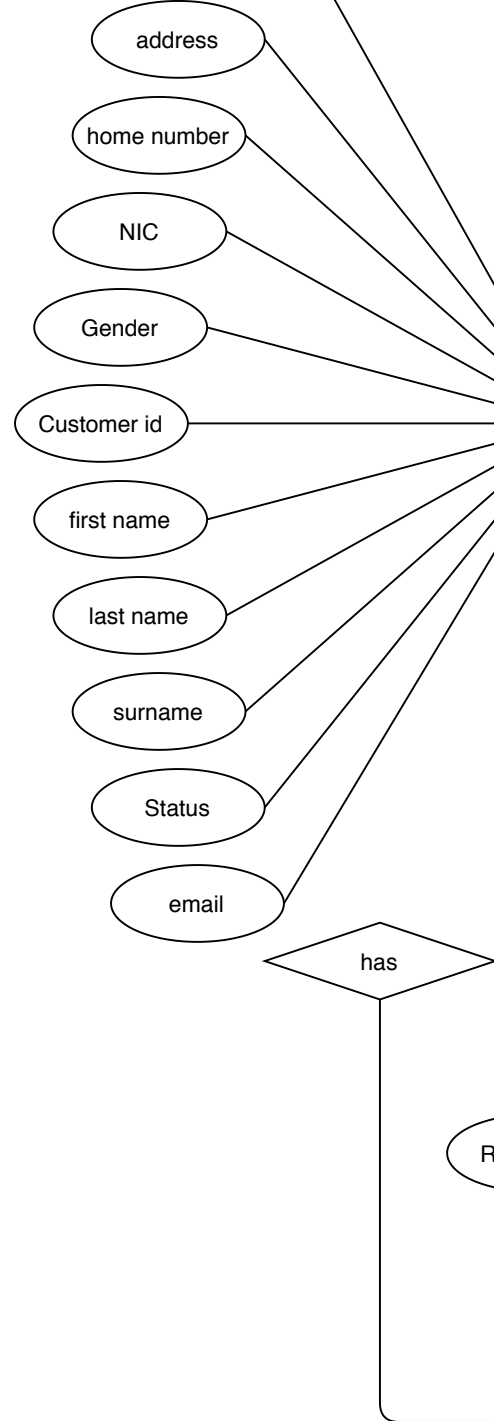 address
home number
NIC
Gender
Customer id
first name
last name
surname
Status
email
has
R